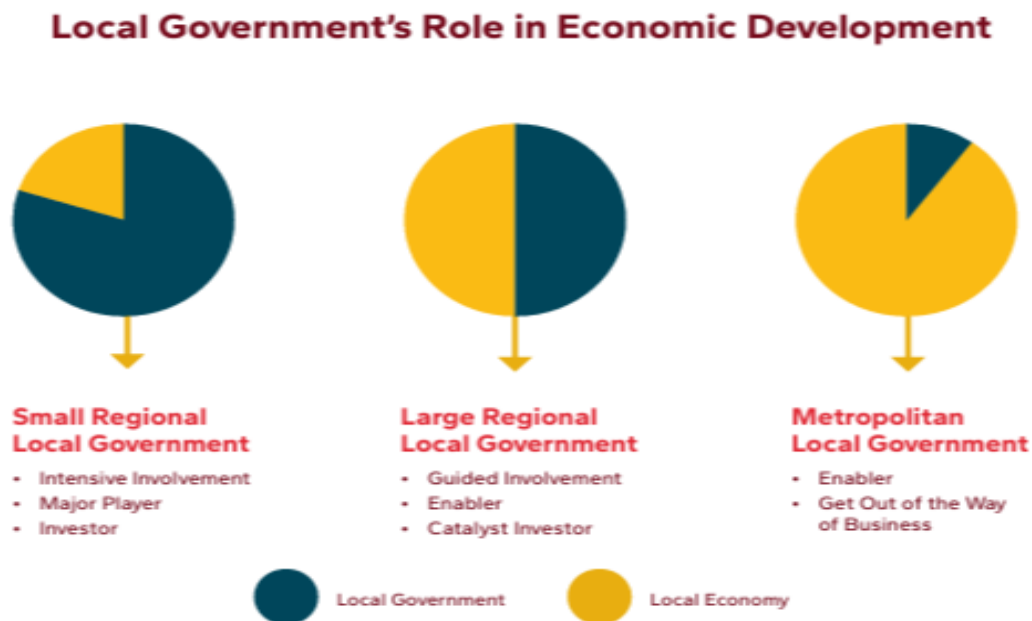 Local Government's Role in Economic Development
Small Regional
Local Government
• Intensive Involvement
• Major Player
• Investor
Large Regional
Local Government
• Guided Involvement
• Enabler
• Catalyst Investor
Metropolitan
Local Government
• Enabler
• Get Out of the Way
of Business
Local Government
Local Economy